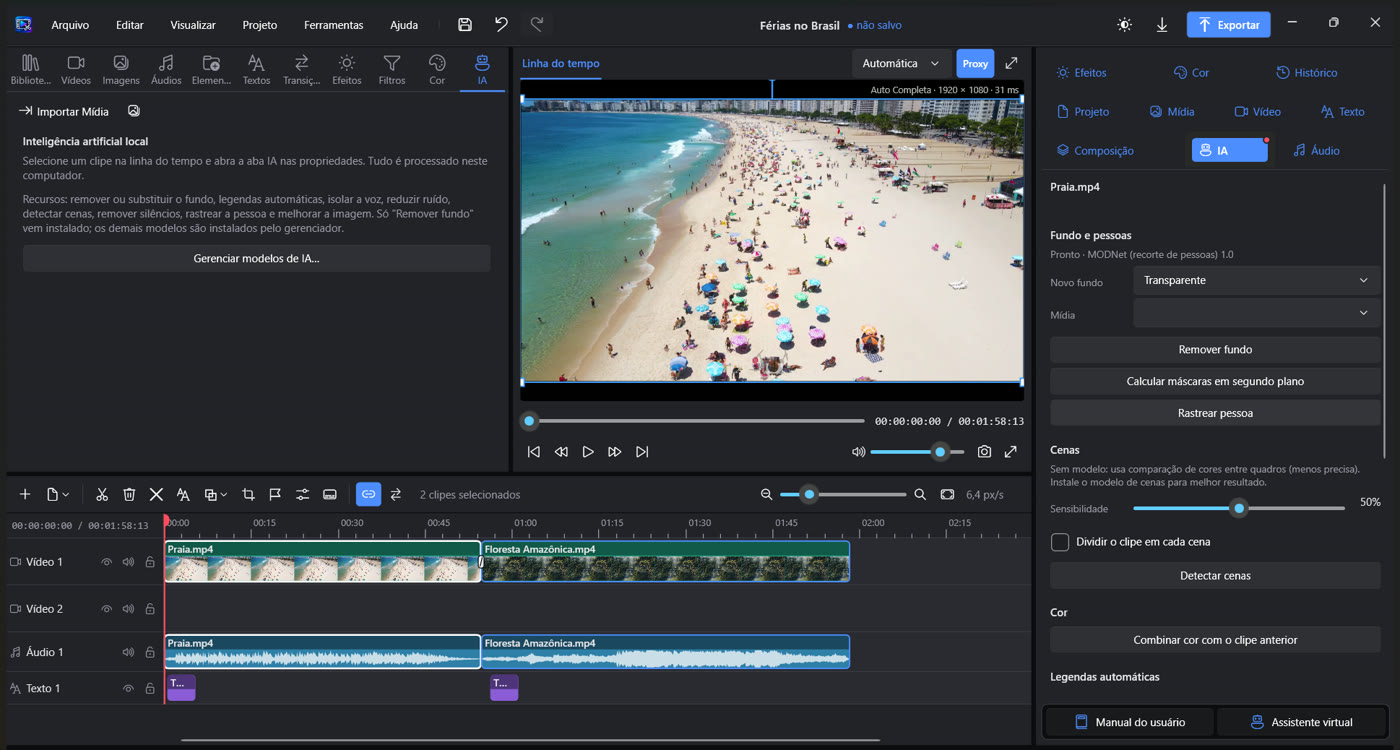 Arquivo Editar Visualizar Projeto Ferramentas Ajuda Férias no Brasil • não salvo Exportar
Bibliote... Vídeos Imagens Áudios Elemen... Textos Transiç... Efeitos Filtros Cor IA
Importar Mídia
Inteligência artificial local
Selecione um clipe na linha do tempo e abra a aba IA nas propriedades. Tudo é processado neste
computador.
Recursos: remover ou substituir o fundo, legendas automáticas, isolar a voz, reduzir ruído,
detectar cenas, remover silêncios, rastrear a pessoa e melhorar a imagem. Só "Remover fundo"
vem instalado; os demais modelos são instalados pelo gerenciador.
Gerenciar modelos de IA...
Linha do tempo Automática Proxy
Auto Completa · 1920 × 1080 · 31 ms
00:00:00:00 / 00:01:58:13
Efeitos Cor Histórico
Projeto Mídia Vídeo Texto
Composição IA Áudio
Praia.mp4
Fundo e pessoas
Pronto · MODNet (recorte de pessoas) 1.0
Novo fundo Transparente
Mídia
Remover fundo
Calcular máscaras em segundo plano
Rastrear pessoa
Cenas
Sem modelo: usa comparação de cores entre quadros (menos precisa).
Instale o modelo de cenas para melhor resultado.
Sensibilidade 50%
Dividir o clipe em cada cena
Detectar cenas
Cor
Combinar cor com o clipe anterior
Legendas automáticas
Manual do usuário Assistente virtual
2 clipes selecionados 6,4 px/s
00:00:00:00 / 00:01:58:13 00:00 00:15 00:30 00:45 01:00 01:15 01:30 01:45 02:00 02:15
Vídeo 1 Praia.mp4 Floresta Amazônica.mp4
Vídeo 2
Áudio 1 Praia.mp4 Floresta Amazônica.mp4
Texto 1 T... T...